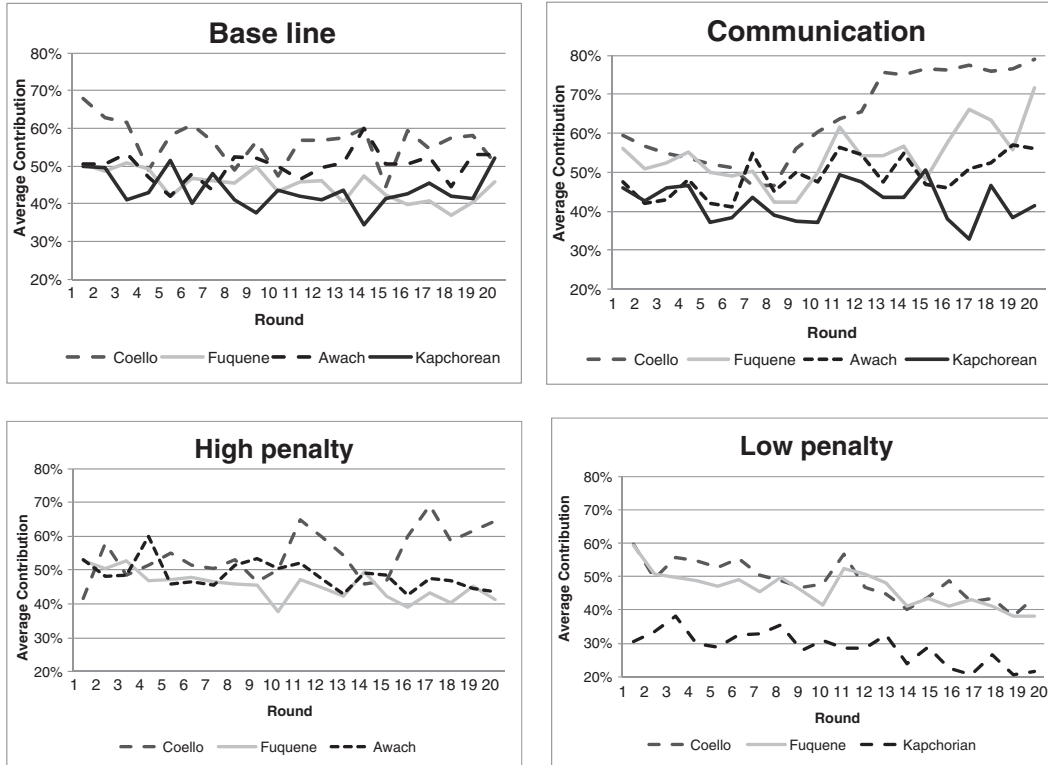 Base line
80%
70%
60%
50%
40%
30%
20%
Average Contribution
1 2 3 4 5 6 7 8 9 10 11 12 13 14 15 16 17 18 19 20
Round
Coello Fuquene Awach Kapchorean
Communication
80%
70%
60%
50%
40%
30%
20%
Average Contribution
1 2 3 4 5 6 7 8 9 10 11 12 13 14 15 16 17 18 19 20
Round
Coello Fuquene Awach Kapchorean
High penalty
80%
70%
60%
50%
40%
30%
20%
Average Contribution
1 2 3 4 5 6 7 8 9 10 11 12 13 14 15 16 17 18 19 20
Round
Coello Fuquene Awach
Low penalty
80%
70%
60%
50%
40%
30%
20%
Average Contribution
1 2 3 4 5 6 7 8 9 10 11 12 13 14 15 16 17 18 19 20
Round
Coello Fuquene Kapchorian